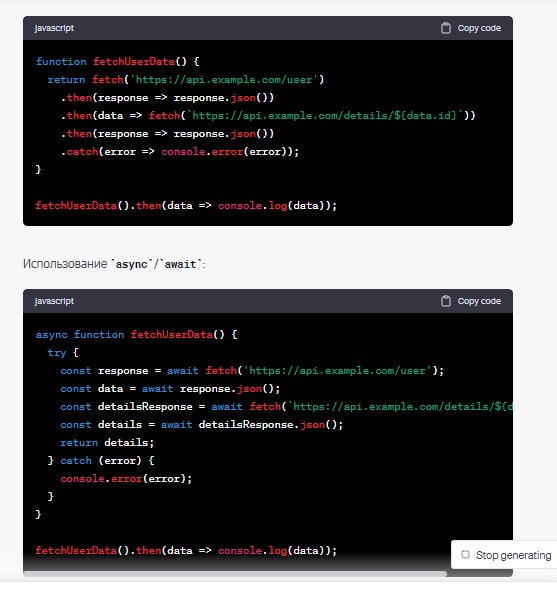 javascript Copy code
function fetchUserData() {
  return fetch('https://api.example.com/user')
    .then(response => response.json())
    .then(data => fetch(`https://api.example.com/details/${data.id}`))
    .then(response => response.json())
    .catch(error => console.error(error));
}
fetchUserData().then(data => console.log(data));
Использование `async`/`await`:
javascript Copy code
async function fetchUserData() {
  try {
    const response = await fetch('https://api.example.com/user');
    const data = await response.json();
    const detailsResponse = await fetch(`https://api.example.com/details/${d
    const details = await detailsResponse.json();
    return details;
  } catch (error) {
    console.error(error);
  }
}
fetchUserData().then(data => console.log(data));
Stop generating